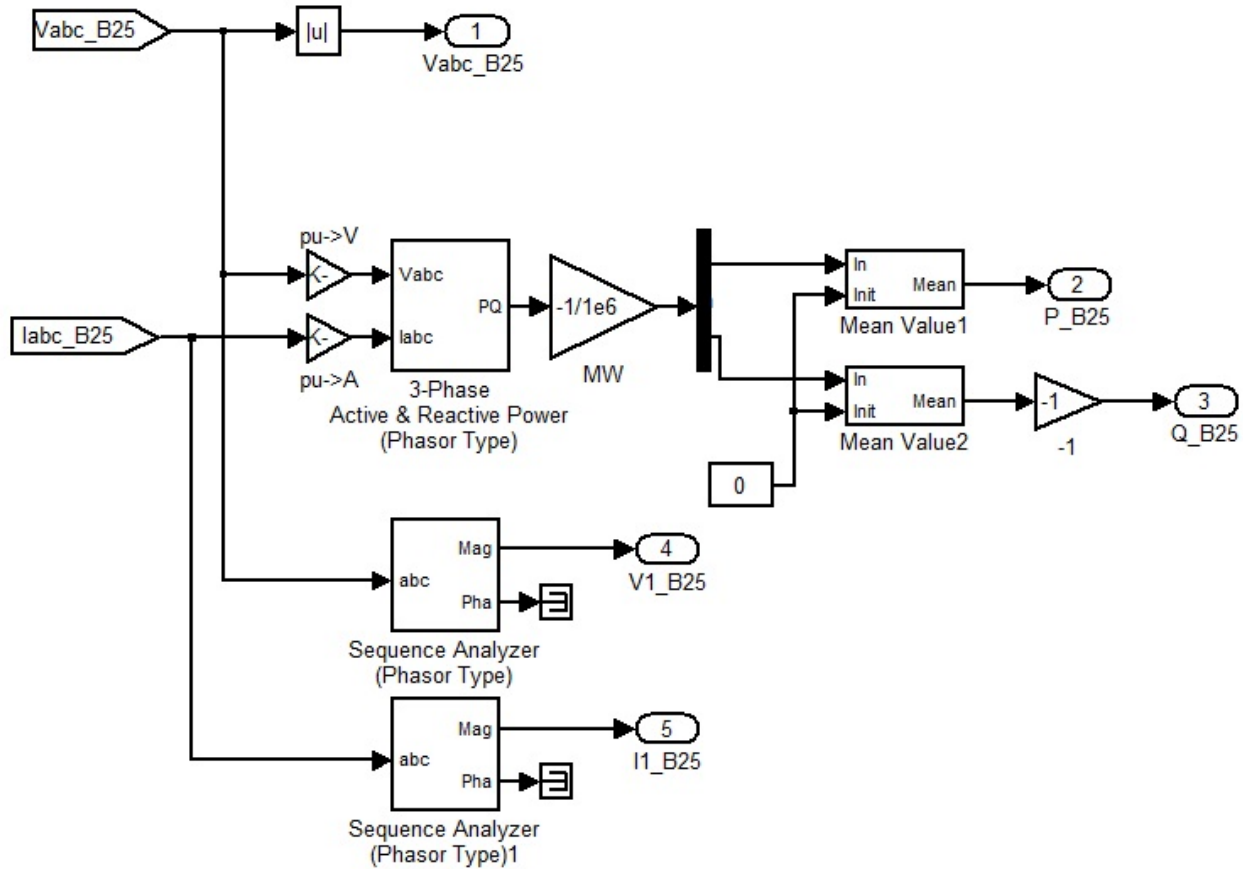 Vabc_B25
|u|
1
Vabc_B25
pu->V
K-
Vabc
Iabc
PQ
Iabc_B25
K-
pu->A
3-Phase
Active & Reactive Power
(Phasor Type)
-1/1e6
MW
In
Init
Mean
Mean Value1
2
P_B25
In
Init
Mean
Mean Value2
-1
-1
3
Q_B25
0
abc
Mag
Pha
4
V1_B25
Sequence Analyzer
(Phasor Type)
abc
Mag
Pha
5
I1_B25
Sequence Analyzer
(Phasor Type)1